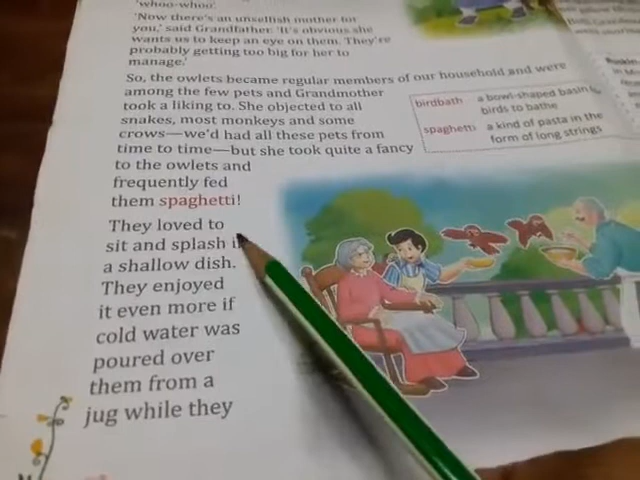 'whoo-whoo'.
'Now there's an unselfish mother for
you,' said Grandfather. 'It's obvious she
wants us to keep an eye on them. They're
probably getting too big for her to
manage.'
So, the owlets became regular members of our household and were
among the few pets and Grandmother
took a liking to. She objected to all
snakes, most monkeys and some
crows—we'd had all these pets from
time to time—but she took quite a fancy
to the owlets and
frequently fed
them spaghetti!
They loved to
sit and splash
a shallow dish.
They enjoyed
it even more if
cold water was
poured over
them from a
jug while they
birdbath a bowl-shaped basin
birds to bathe
spaghetti a kind of pasta in the
form of long strings